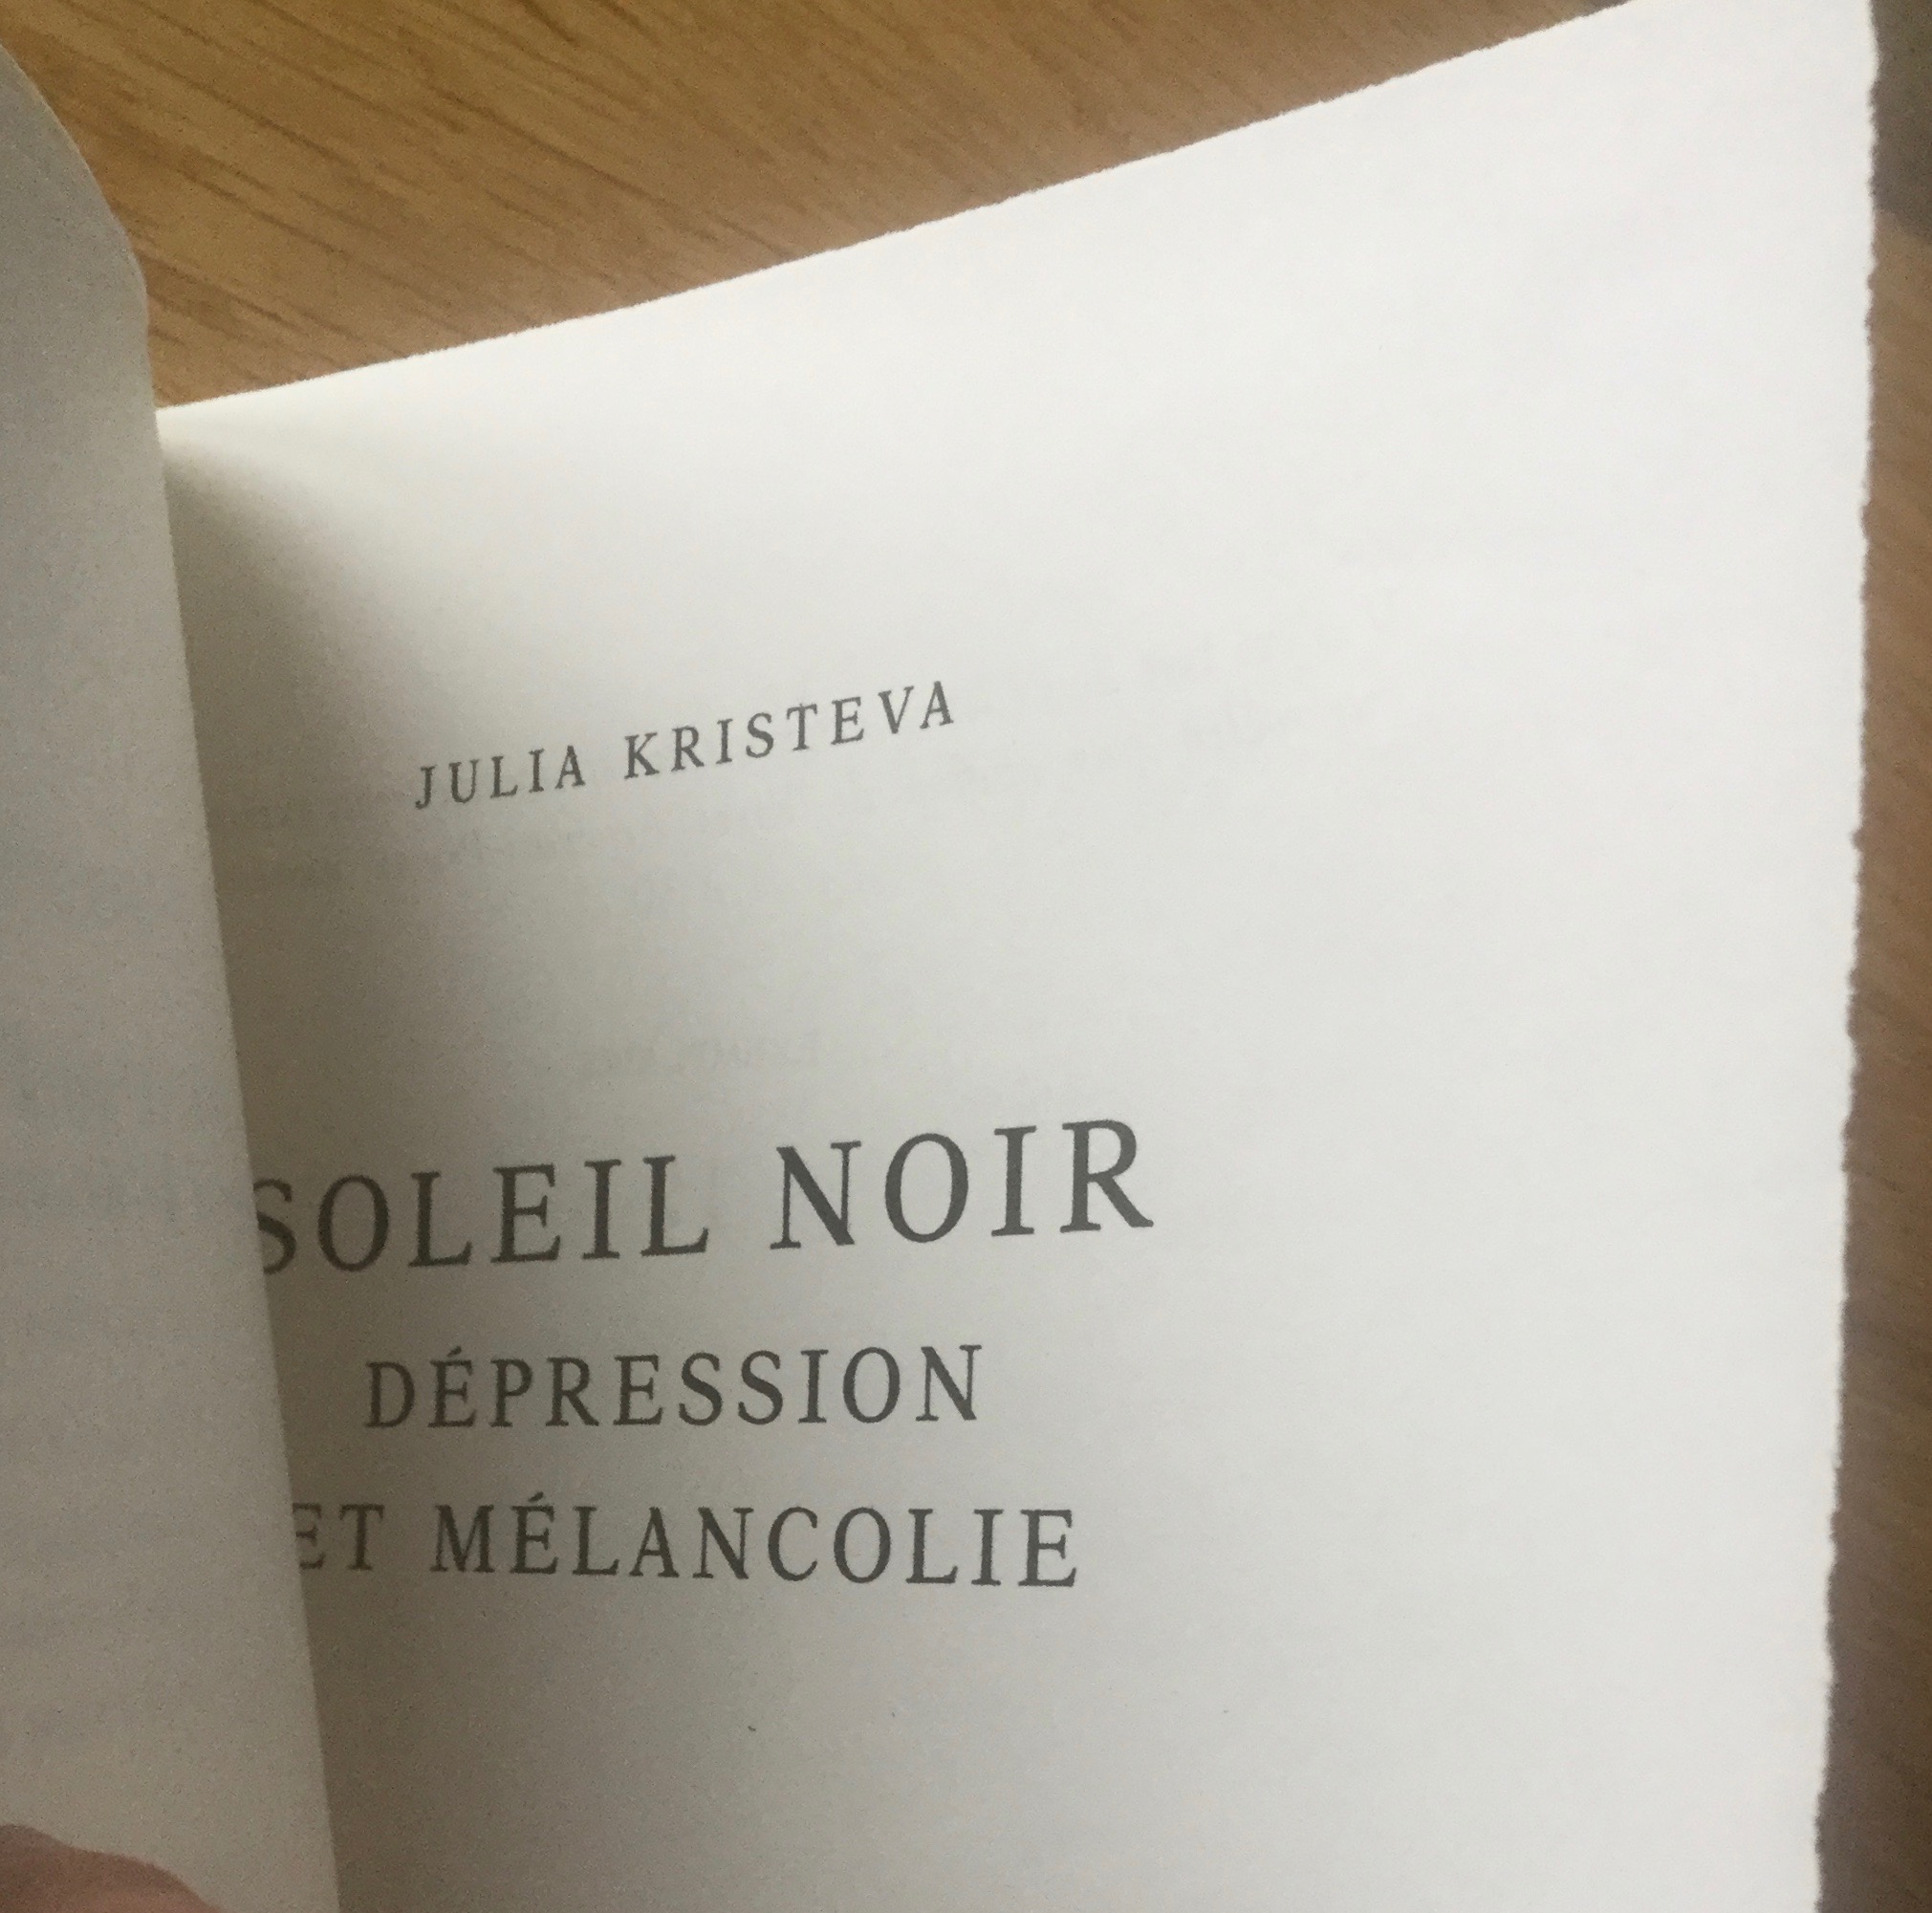 JULIA KRISTEVA
SOLEIL NOIR
DÉPRESSION
ET MÉLANCOLIE